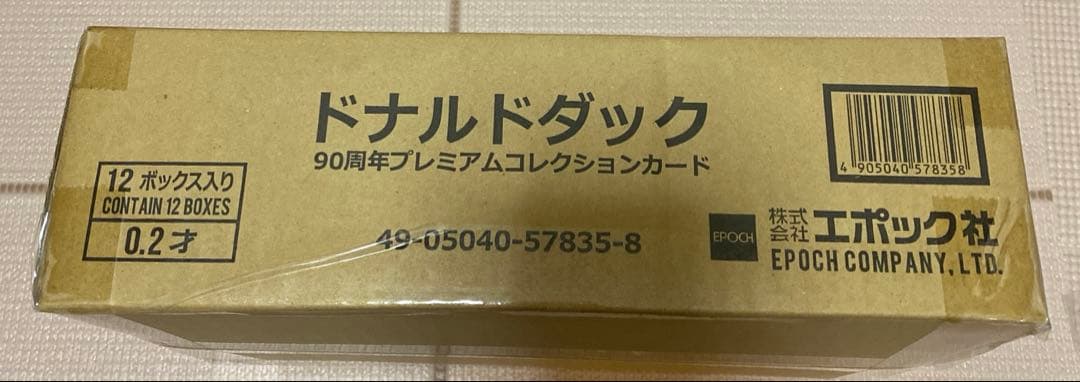 ドナルドダック
90周年プレミアムコレクションカード
12 ボックス入り
CONTAIN 12 BOXES
0.2才
49-05040-57835-8
4 905040 578358
EPOCH
株式会社 エポック社
EPOCH COMPANY, LTD.